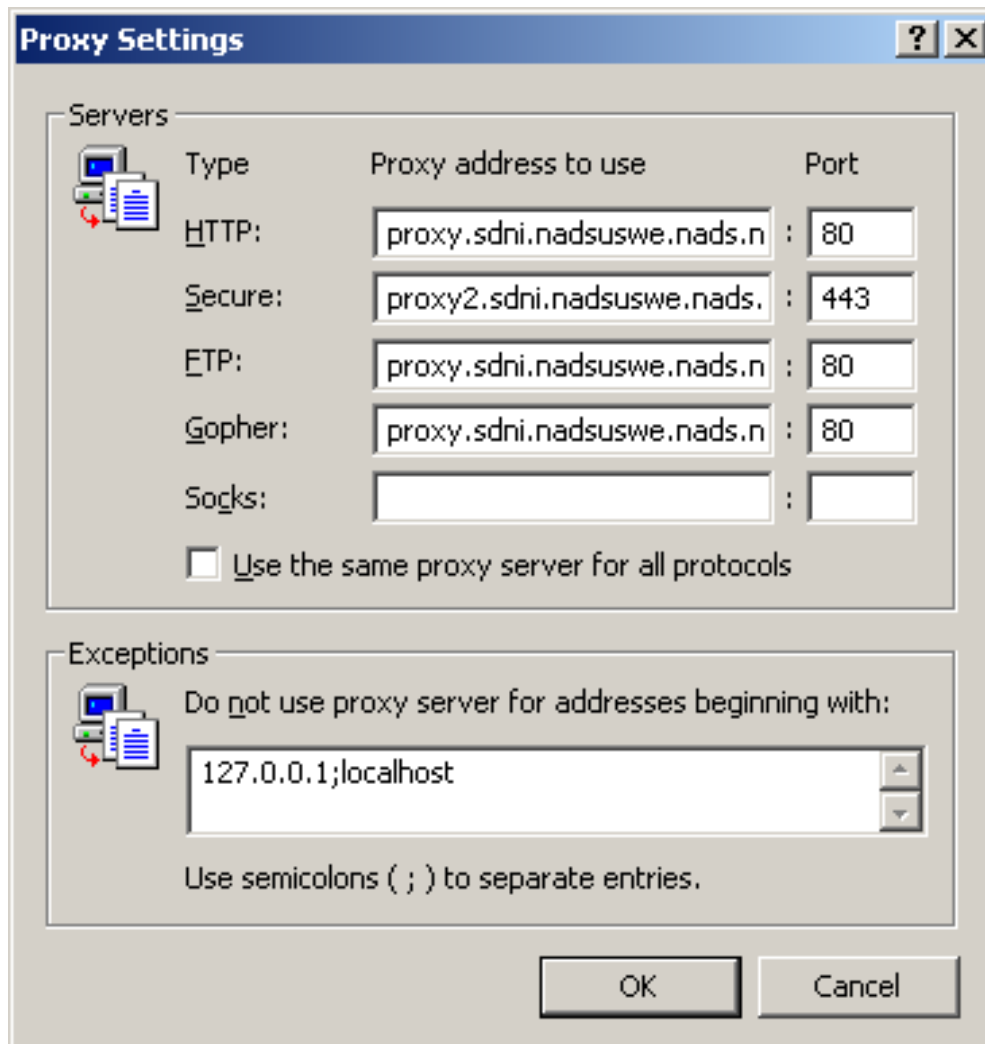 Proxy Settings
Servers
Type Proxy address to use Port
HTTP: proxy.sdni.nadsuswe.nads.n : 80
Secure: proxy2.sdni.nadsuswe.nads. : 443
FTP: proxy.sdni.nadsuswe.nads.n : 80
Gopher: proxy.sdni.nadsuswe.nads.n : 80
Socks: :
Use the same proxy server for all protocols
Exceptions
Do not use proxy server for addresses beginning with:
127.0.0.1;localhost
Use semicolons ( ; ) to separate entries.
OK Cancel